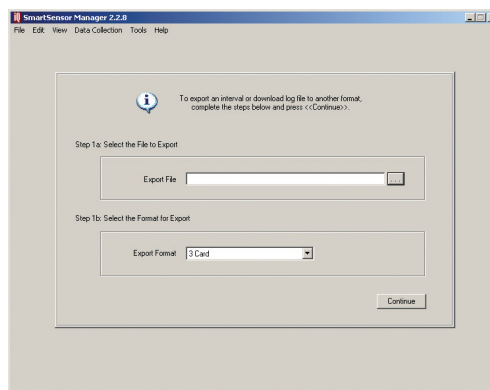 SmartSensor Manager 2.2.8
File Edit View Data Collection Tools Help
To export an interval or download log file to another format,
complete the steps below and press <<Continue>>.
Step 1a: Select the File to Export
Export File
...
Step 1b: Select the Format for Export
Export Format 3 Card
Continue